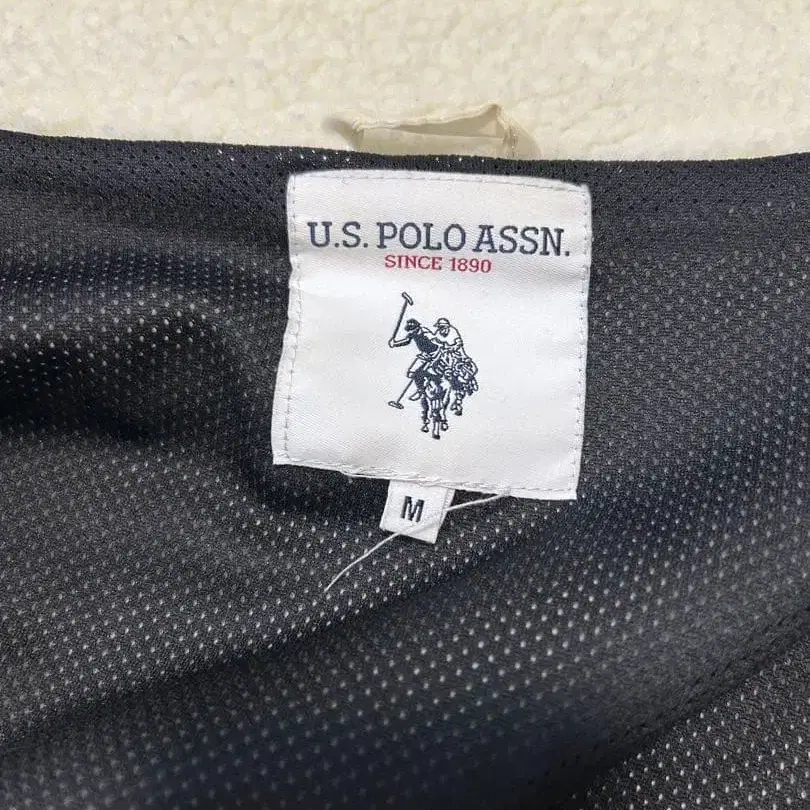 U.S. POLO ASSN.
SINCE 1890
M